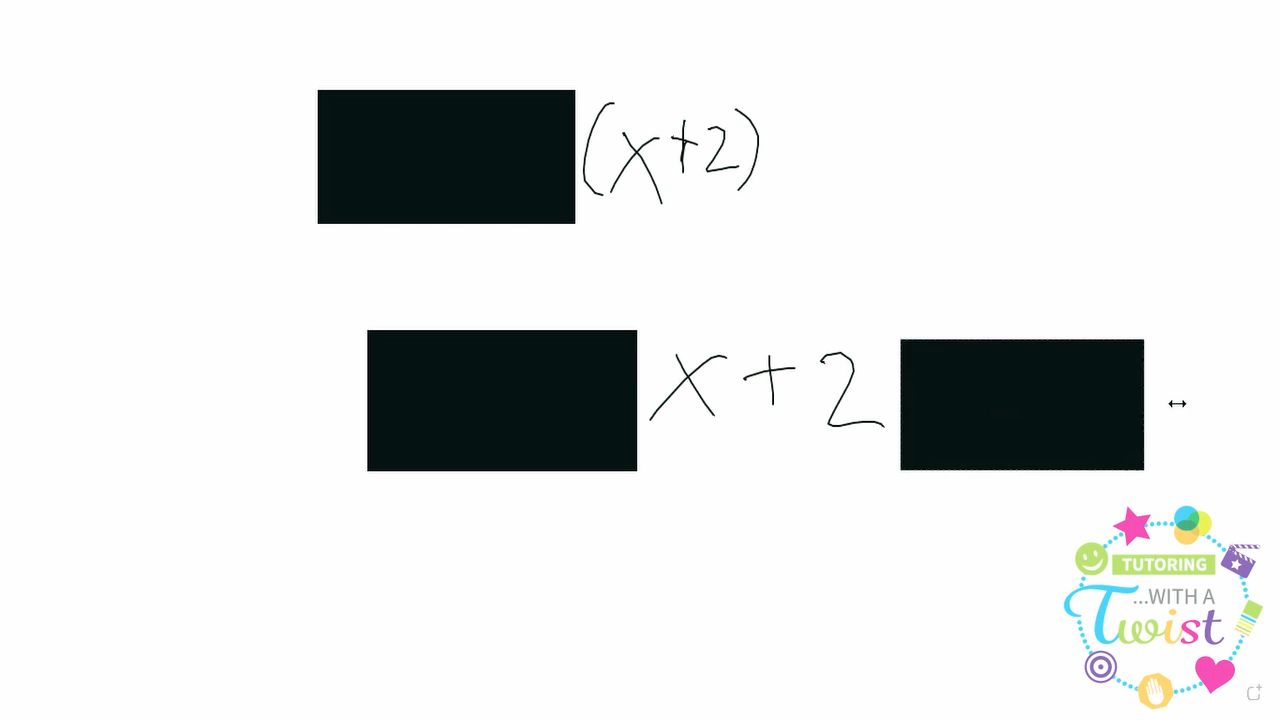 (x+2)
x+2
TUTORING
...WITH A
Twist